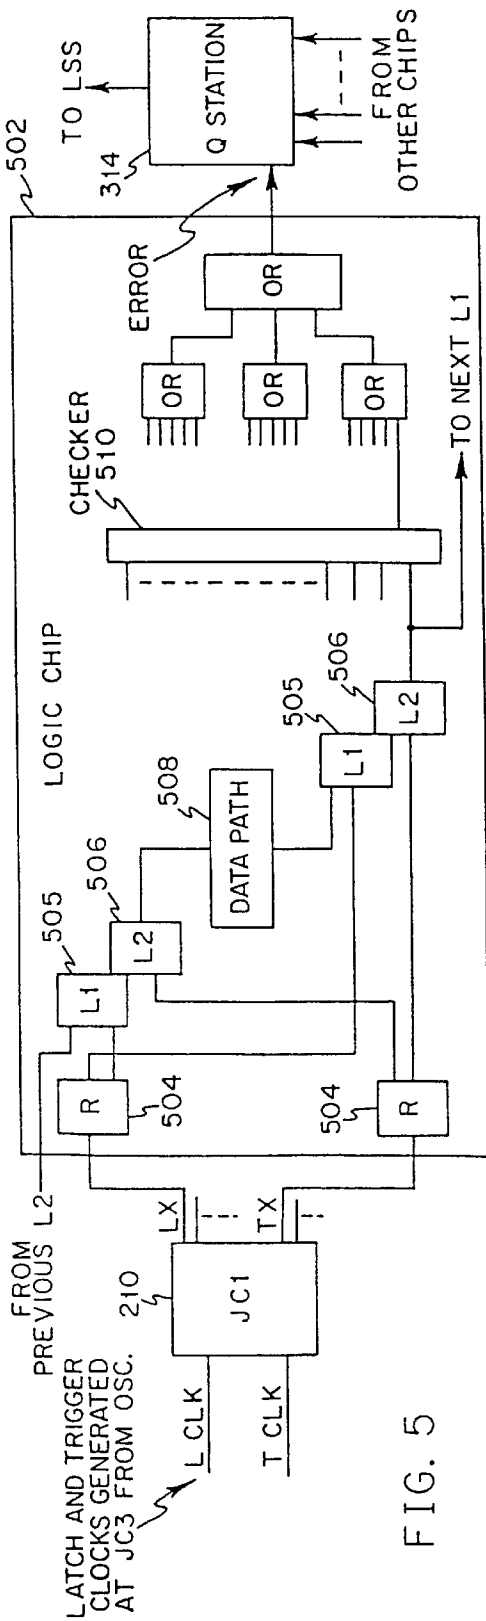 LATCH AND TRIGGER
CLOCKS GENERATED
AT JC3 FROM OSC.
L CLK
T CLK
210
JC1
LX
TX
FROM
PREVIOUS L2
R
504
R
504
L1
505
L2
506
508
DATA PATH
L1
505
L2
506
LOGIC CHIP
CHECKER
510
OR
OR
OR
OR
ERROR
TO NEXT L1
502
314
Q STATION
TO LSS
FROM
OTHER CHIPS
FIG. 5